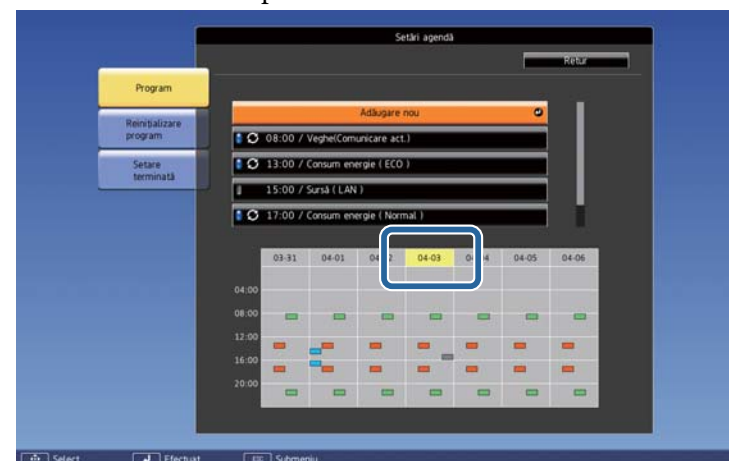 Setări agendă
Retur
Program
Reinițializare
program
Setare
terminată
Adăugare nou
08:00 / Veghe(Comunicare act.)
13:00 / Consum energie ( ECO )
15:00 / Sursă ( LAN )
17:00 / Consum energie ( Normal )
03-31 04-01 04-03 04-05 04-06
04:00
08:00
12:00
16:00
20:00
Select Efectuat ESC Submeniu